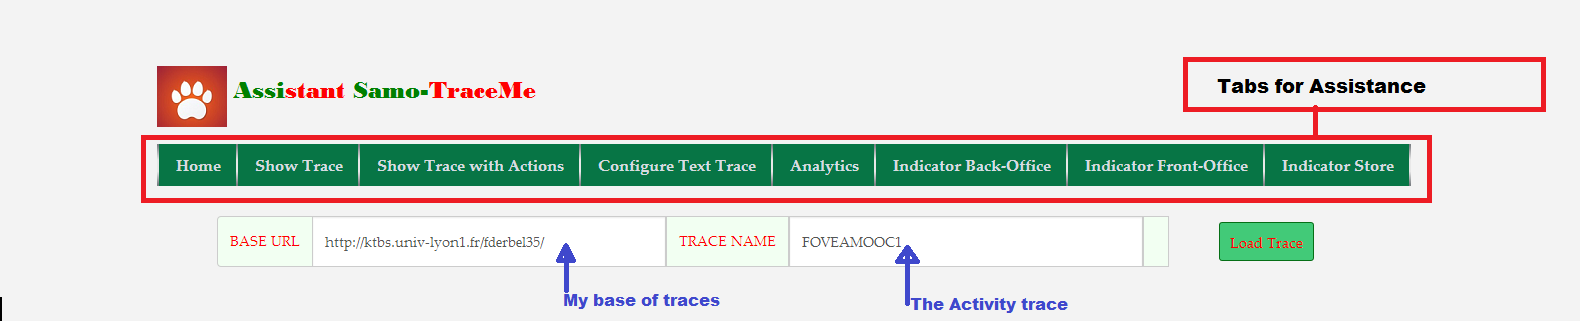 Tabs for Assistance
Assistant Samo-TraceMe
Home Show Trace Show Trace with Actions Configure Text Trace Analytics Indicator Back-Office Indicator Front-Office Indicator Store
BASE URL http://ktbs.univ-lyon1.fr/fderbel35/ TRACE NAME FOVEAMOOC1 Load Trace
My base of traces
The Activity trace